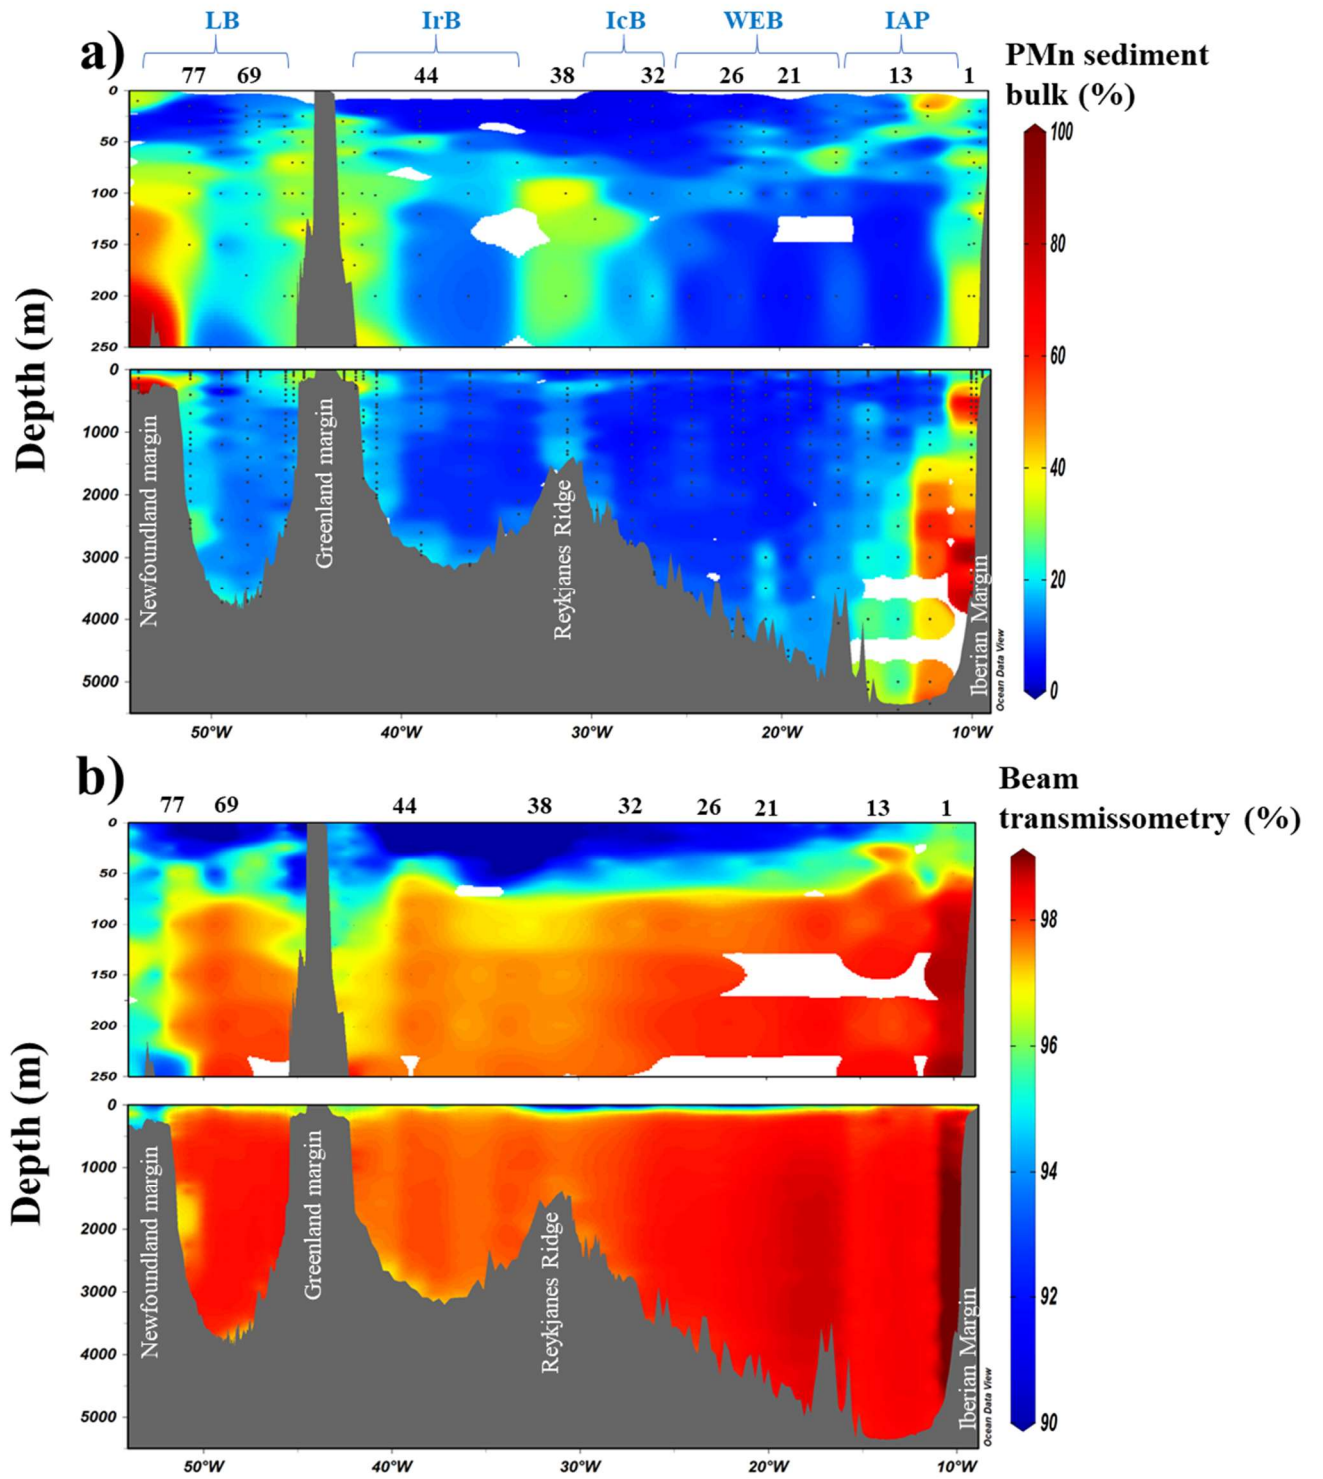 LB IrB IcB WEB IAP
a)
77 69 44 38 32 26 21 13 1
PMn sediment
bulk (%)
0
50
100
150
200
250
100
80
60
40
20
0
Depth (m)
0
1000
2000
3000
4000
5000
Newfoundland margin
Greenland margin
Reykjanes Ridge
Iberian Margin
Ocean Data View
50°W 40°W 30°W 20°W 10°W
b)
77 69 44 38 32 26 21 13 1
Beam
transmissometry (%)
0
50
100
150
200
250
98
96
94
92
90
Depth (m)
0
1000
2000
3000
4000
5000
Newfoundland margin
Greenland margin
Reykjanes Ridge
Iberian Margin
Ocean Data View
50°W 40°W 30°W 20°W 10°W